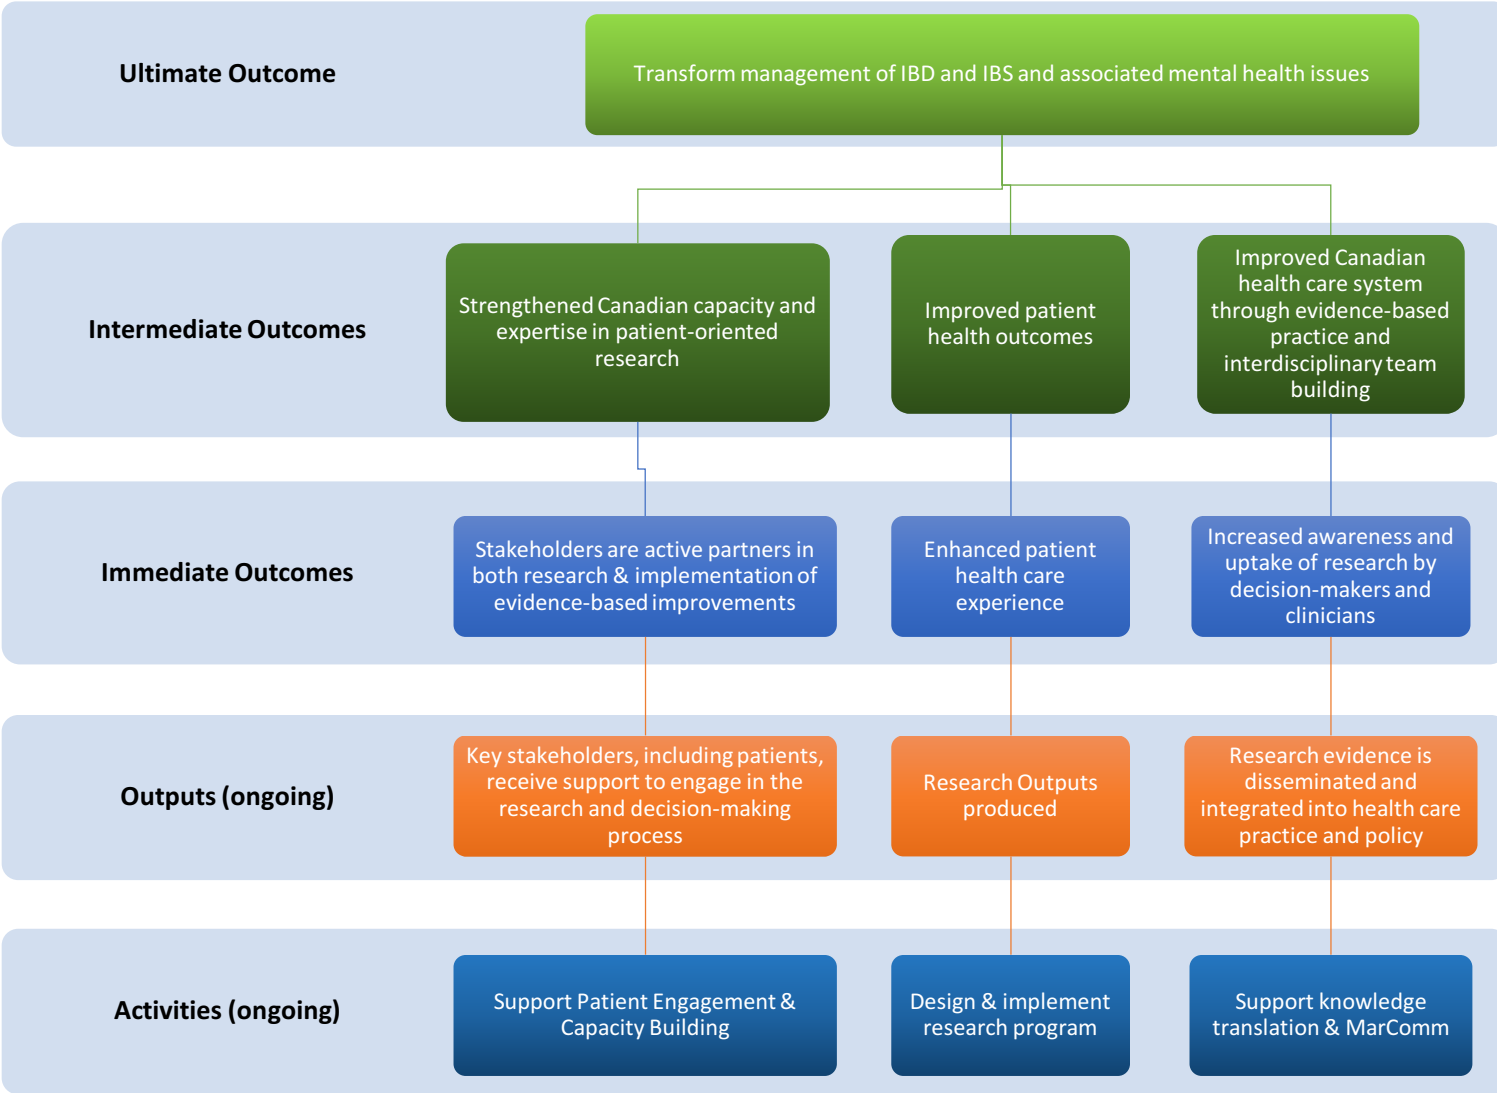 Ultimate Outcome
Transform management of IBD and IBS and associated mental health issues
Intermediate Outcomes
Strengthened Canadian capacity and
expertise in patient-oriented
research
Improved patient
health outcomes
Improved Canadian
health care system
through evidence-based
practice and
interdisciplinary team
building
Immediate Outcomes
Stakeholders are active partners in
both research & implementation of
evidence-based improvements
Enhanced patient
health care
experience
Increased awareness and
uptake of research by
decision-makers and
clinicians
Outputs (ongoing)
Key stakeholders, including patients,
receive support to engage in the
research and decision-making
process
Research Outputs
produced
Research evidence is
disseminated and
integrated into health care
practice and policy
Activities (ongoing)
Support Patient Engagement &
Capacity Building
Design & implement
research program
Support knowledge
translation & MarComm